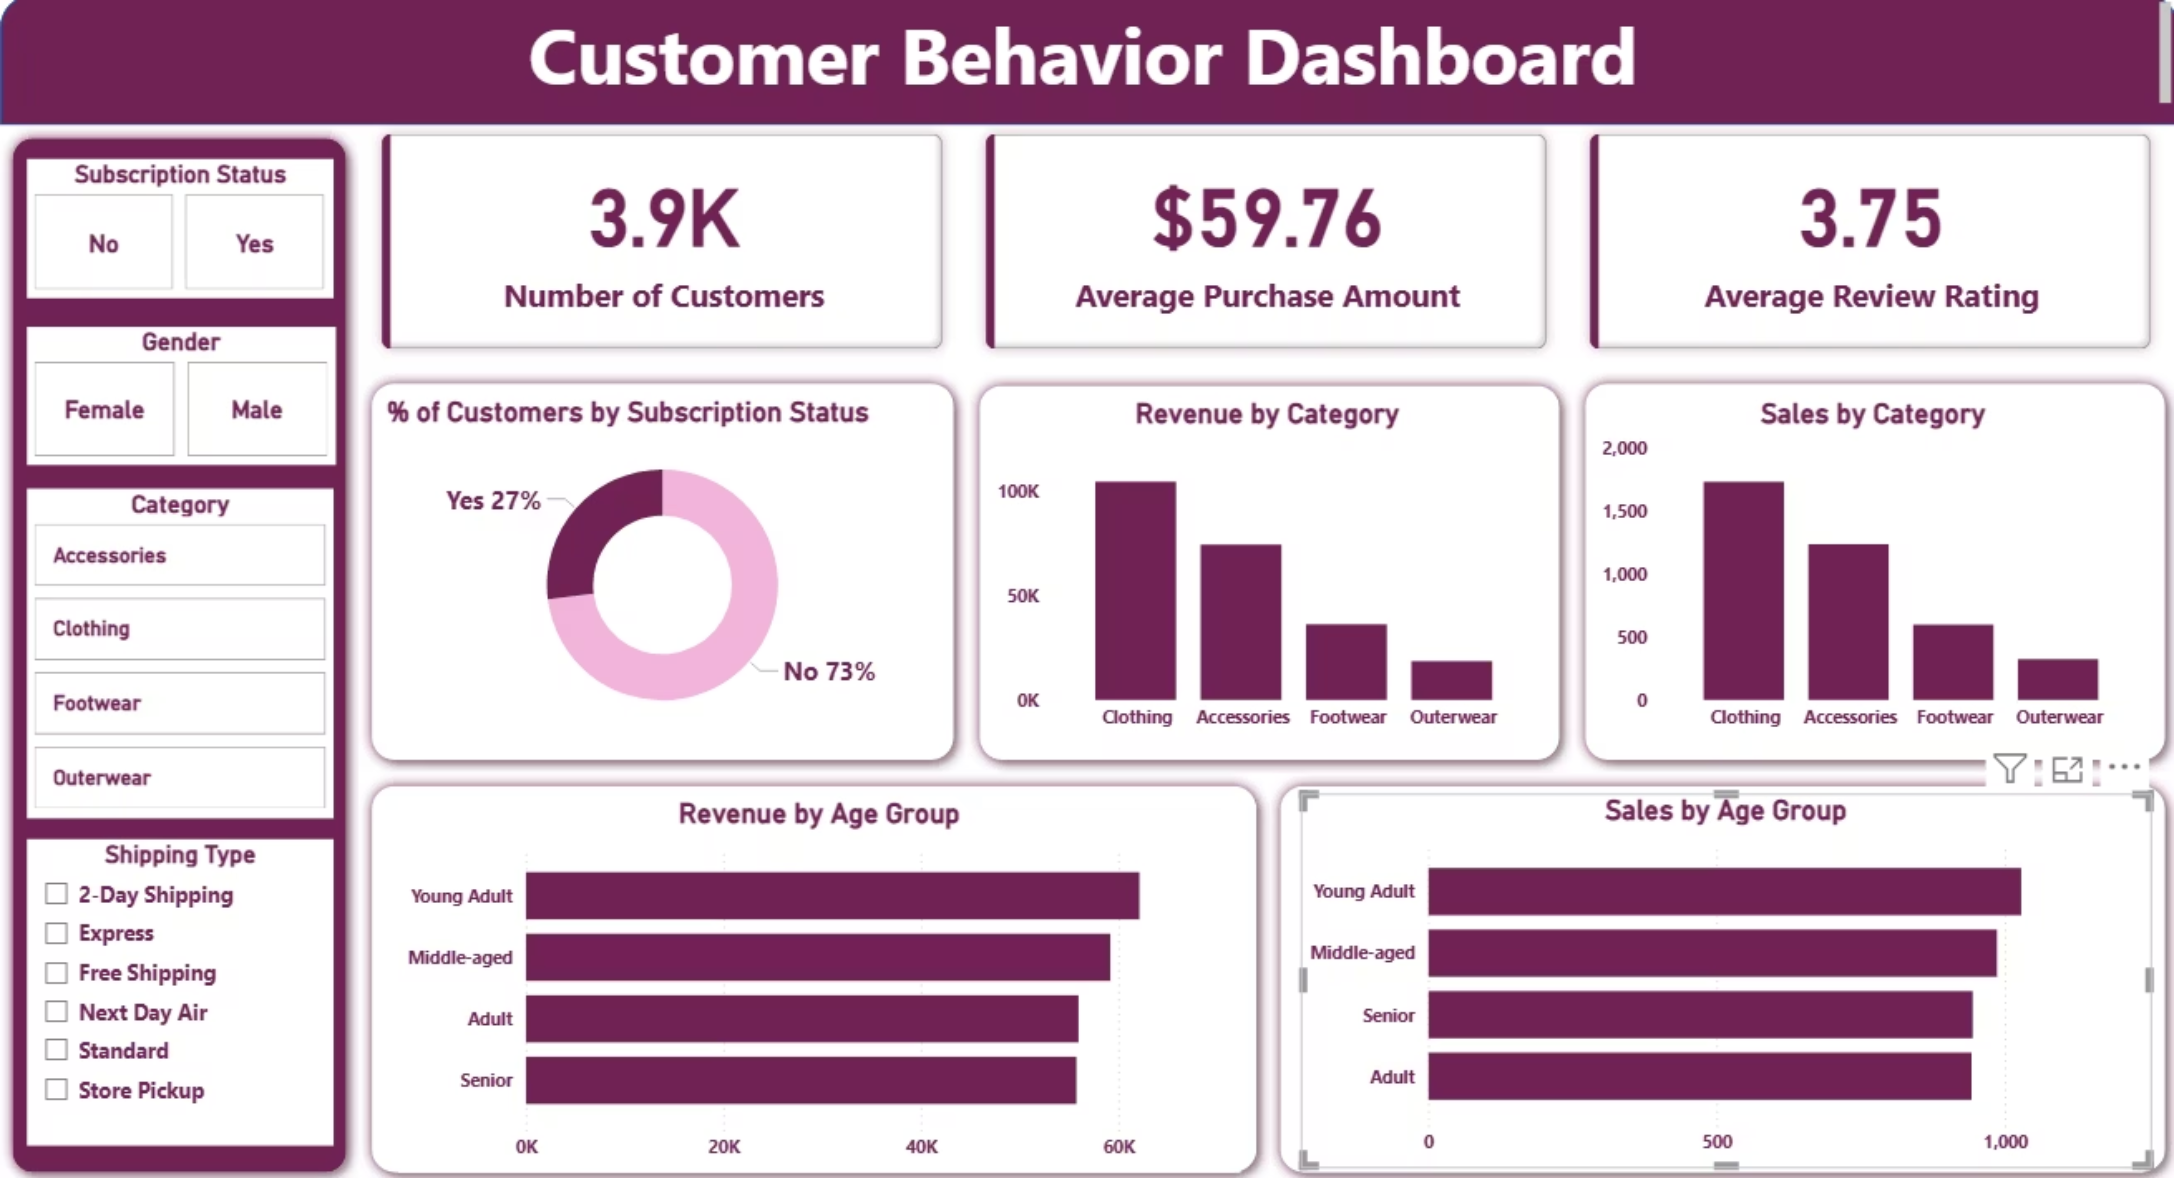 Customer Behavior Dashboard
Subscription Status
No
Yes
Gender
Female
Male
Category
Accessories
Clothing
Footwear
Outerwear
Shipping Type
2-Day Shipping
Express
Free Shipping
Next Day Air
Standard
Store Pickup
3.9K
Number of Customers
$59.76
Average Purchase Amount
3.75
Average Review Rating
% of Customers by Subscription Status
Yes 27%
No 73%
Revenue by Category
100K
50K
0K
Clothing
Accessories
Footwear
Outerwear
Sales by Category
2,000
1,500
1,000
500
0
Clothing
Accessories
Footwear
Outerwear
Revenue by Age Group
Young Adult
Middle-aged
Adult
Senior
0K
20K
40K
60K
Sales by Age Group
Young Adult
Middle-aged
Senior
Adult
0
500
1,000